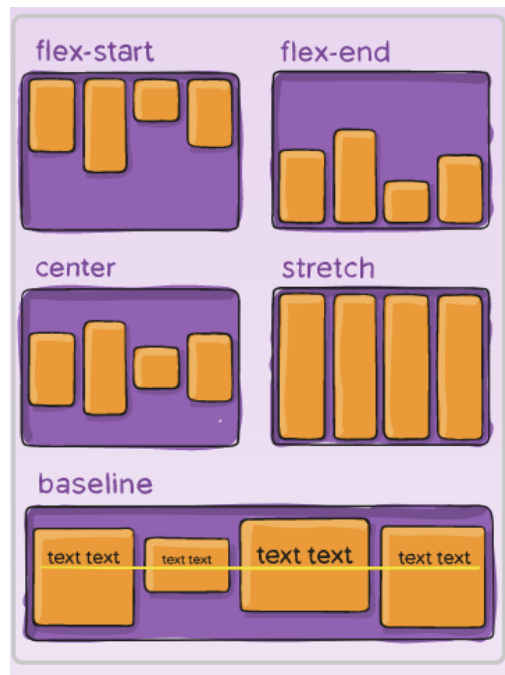 flex-start
flex-end
center
stretch
baseline
text text
text text
text text
text text